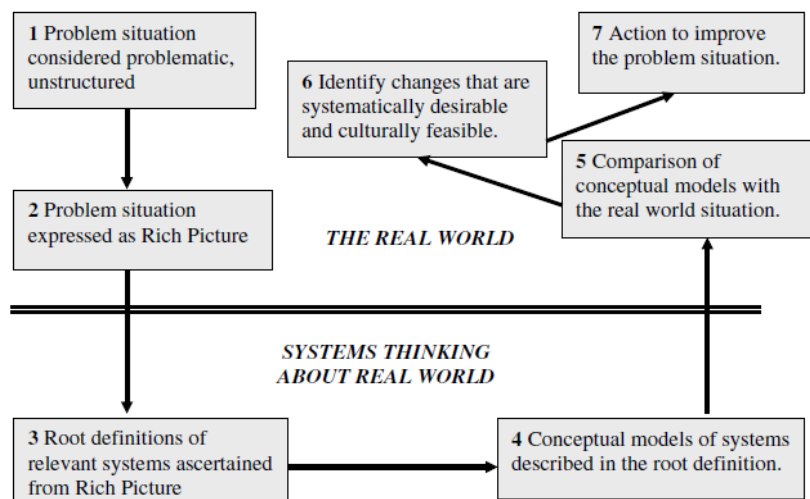 1 Problem situation
considered problematic,
unstructured
7 Action to improve
the problem situation.
6 Identify changes that are
systematically desirable
and culturally feasible.
5 Comparison of
conceptual models with
the real world situation.
2 Problem situation
expressed as Rich Picture
THE REAL WORLD
SYSTEMS THINKING
ABOUT REAL WORLD
3 Root definitions of
relevant systems ascertained
from Rich Picture
4 Conceptual models of systems
described in the root definition.